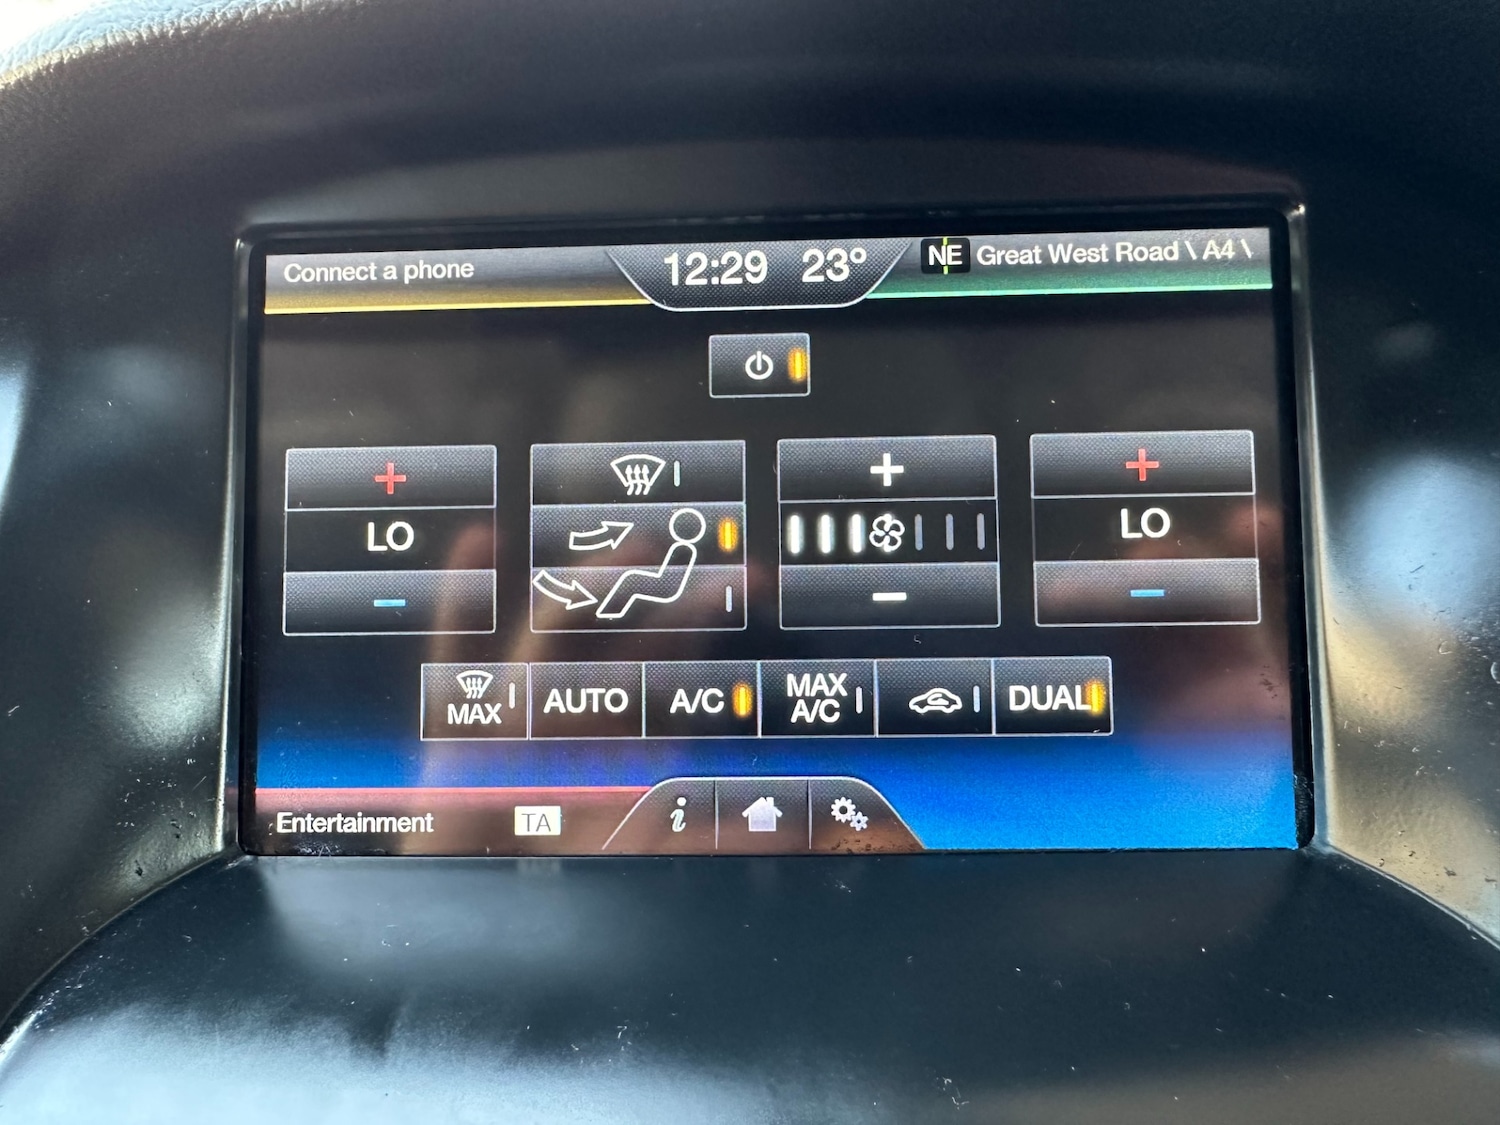 Connect a phone
12:29 23°
NE Great West Road \ A4 \
LO
LO
MAX
AUTO
A/C
MAX
A/C
DUAL
Entertainment
TA
i